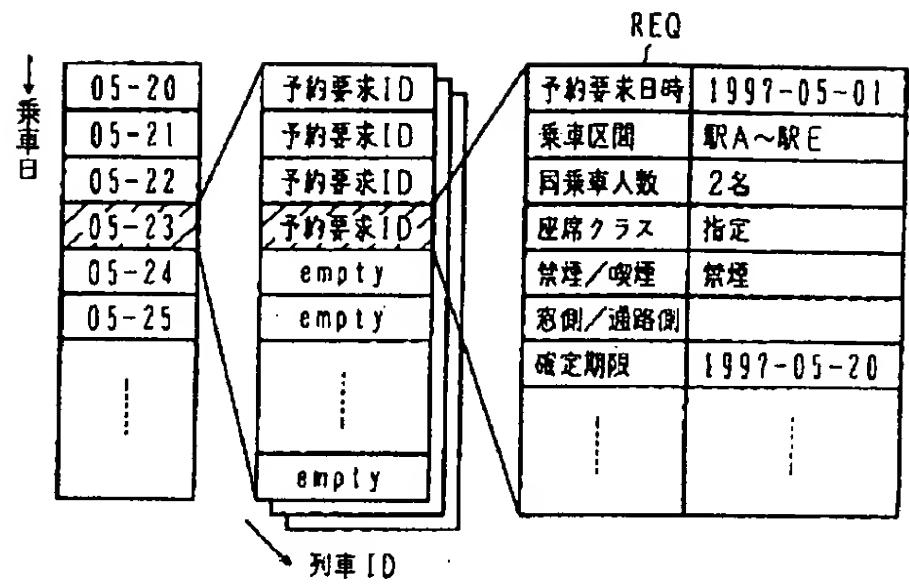 REQ
↓乗車日
05-20
05-21
05-22
05-23
05-24
05-25
予約要求ID
予約要求ID
予約要求ID
予約要求ID
empty
empty
empty
列車ID
予約要求日時 1997-05-01
乗車区間 駅A～駅E
同乗車人数 2名
座席クラス 指定
禁煙/喫煙 禁煙
窓側/通路側
確定期限 1997-05-20